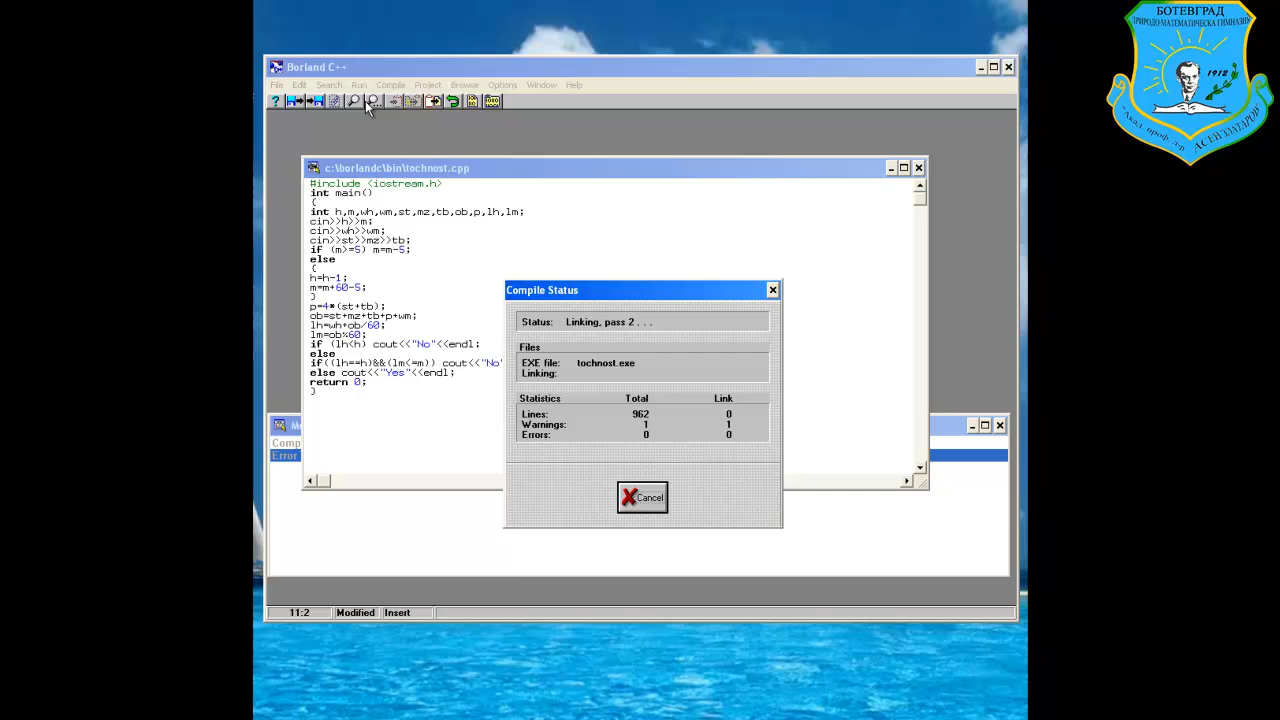 БОТЕВГРАД
ПРИРОДО-МАТЕМАТИЧЕСКА ГИМНАЗИЯ
1912
"Акад. проф. д-р АСЕН ЗЛАТАРОВ"
Borland C++
File Edit Search Run Compile Project Browse Options Window Help
c:\borlandc\bin\tochnost.cpp
#include <iostream.h>
int main()
{
int h,m,wh,wm,st,mz,tb,ob,p,lh,lm;
cin>>h>>m;
cin>>wh>>wm;
cin>>st>>mz>>tb;
if (m>=5) m=m-5;
else
{
h=h-1;
m=m+60-5;
}
p=4*(st+tb);
ob=st+mz+tb+p+wm;
lh=wh+ob/60;
lm=ob%60;
if (lh<h) cout<<"No"<<endl;
else
if((lh==h)&&(lm<=m)) cout<<"No"
else cout<<"Yes"<<endl;
return 0;
}
Compile Status
Status: Linking, pass 2 . . .
Files
EXE file: tochnost.exe
Linking:
Statistics Total Link
Lines: 962 0
Warnings: 1 1
Errors: 0 0
Cancel
Comp
Error
11:2 Modified Insert